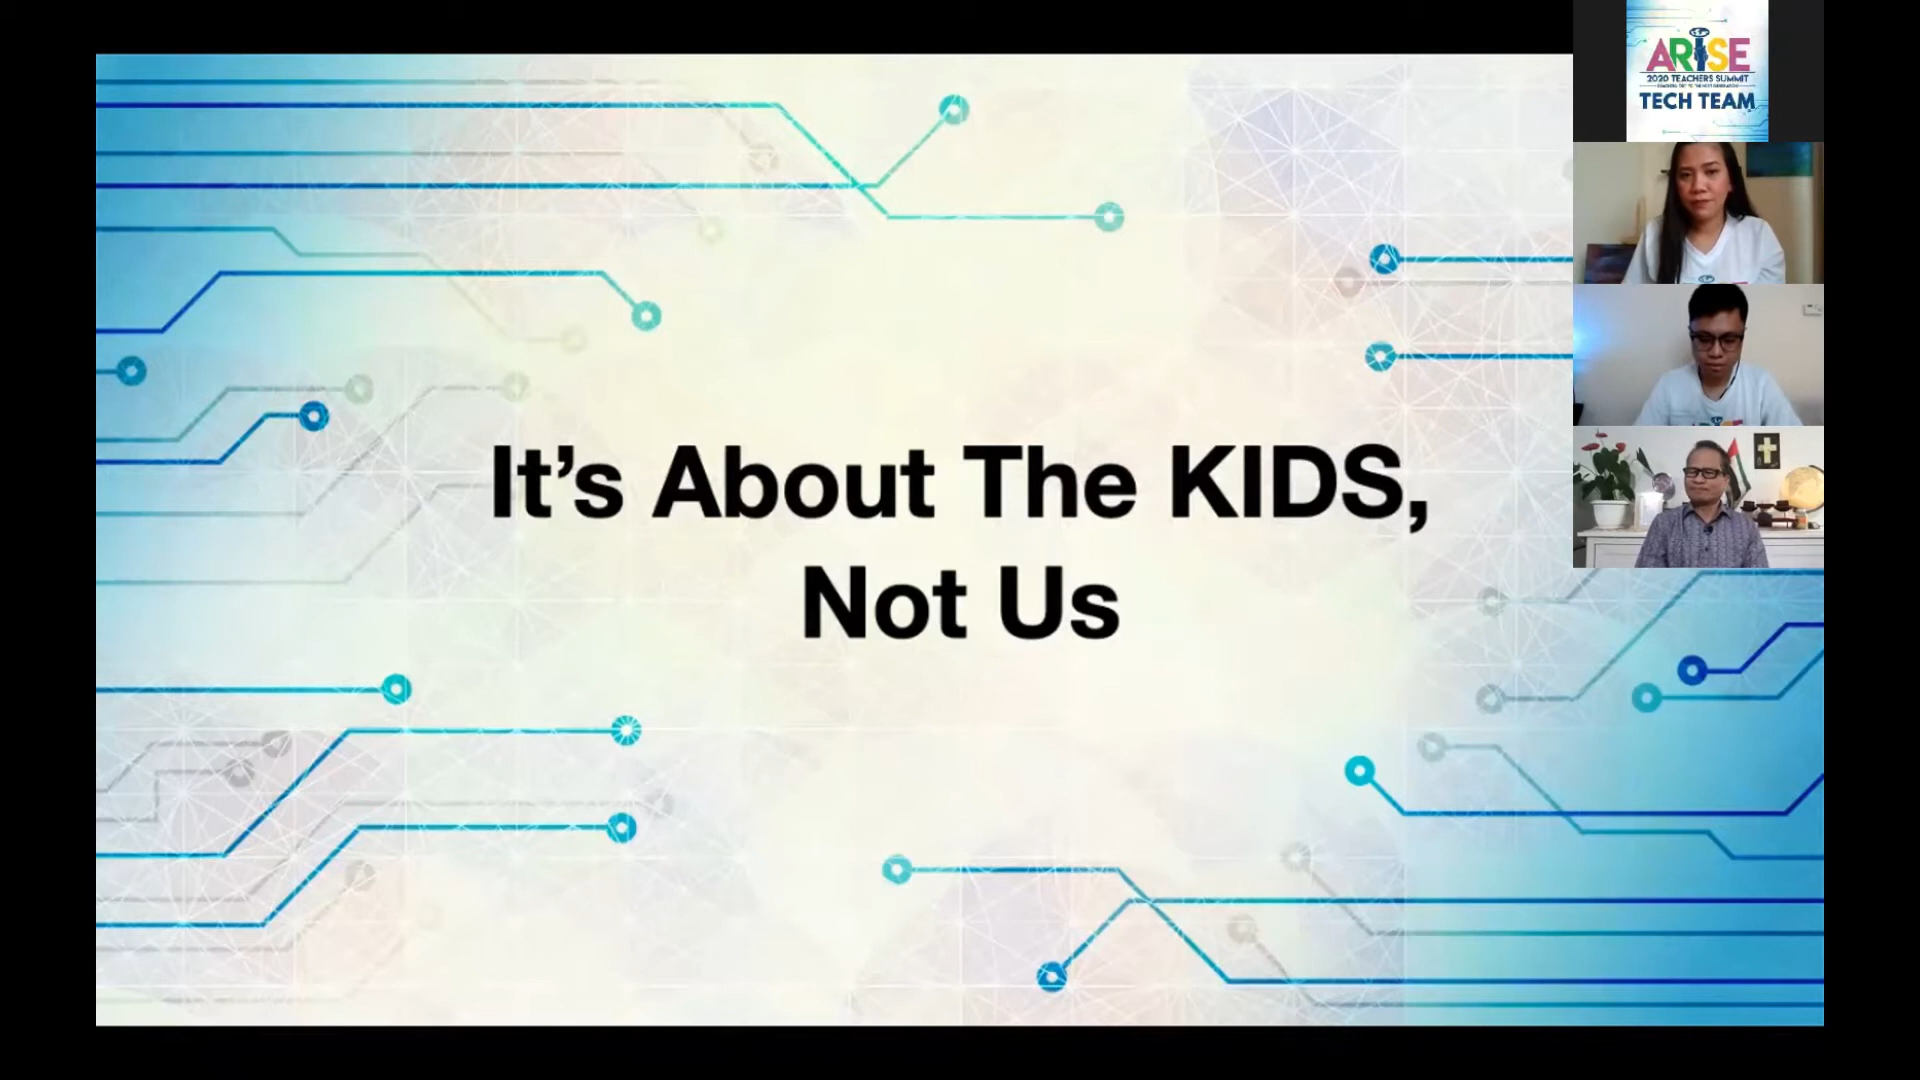 It's About The KIDS,
Not Us
ARISE
2020 TEACHERS SUMMIT
TECH TEAM